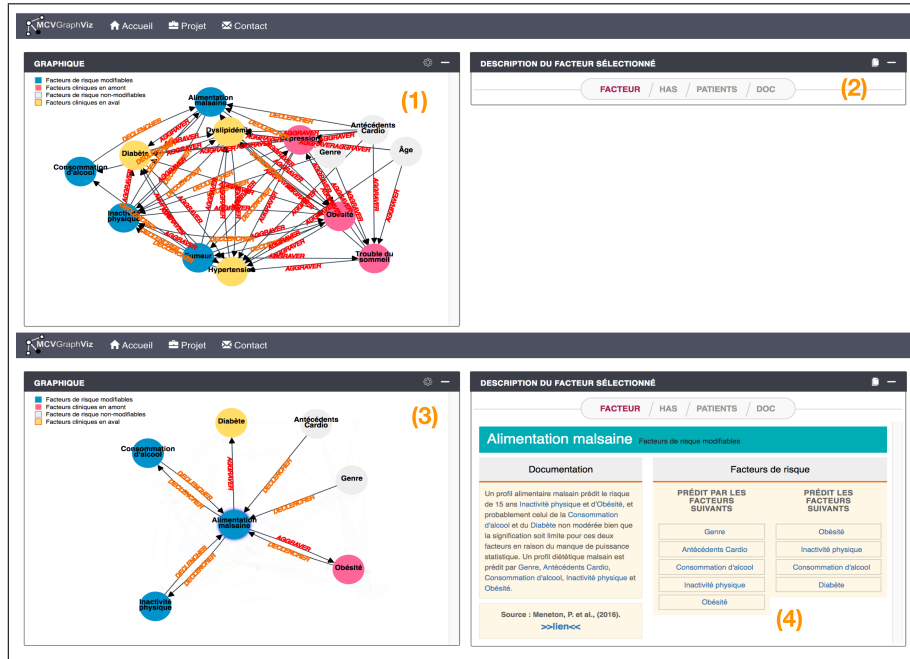 MCVGraphViz Accueil Projet Contact
GRAPHIQUE
Facteurs de risque modifiables
Facteurs cliniques en amont
Facteurs de risque non-modifiables
Facteurs cliniques en aval
(1)
Alimentation
malsaine
Antécédents
Cardio
Dyslipidémie
Genre
Âge
Diabète
Consommation
d'alcool
Inactivité
physique
Obésité
Trouble du
sommeil
Hypertension
DECLENCHER
AGGRAVER
DESCRIPTION DU FACTEUR SÉLECTIONNÉ
FACTEUR / HAS / PATIENTS / DOC
(2)
MCVGraphViz Accueil Projet Contact
GRAPHIQUE
Facteurs de risque modifiables
Facteurs cliniques en amont
Facteurs de risque non-modifiables
Facteurs cliniques en aval
(3)
Diabète
Antécédents
Cardio
Consommation
d'alcool
Genre
Alimentation
malsaine
Obésité
Inactivité
physique
AGGRAVER
DECLENCHER
DECLENCHER
DECLENCHER
DECLENCHER
AGGRAVER
DECLENCHER
DECLENCHER
DECLENCHER
DESCRIPTION DU FACTEUR SÉLECTIONNÉ
FACTEUR / HAS / PATIENTS / DOC
Alimentation malsaine Facteurs de risque modifiables
Documentation
Un profil alimentaire malsain prédit le risque
de 15 ans Inactivité physique et d'Obésité, et
probablement celui de la Consommation
d'alcool et du Diabète non modérée bien que
la signification soit limite pour ces deux
facteurs en raison du manque de puissance
statistique. Un profil diététique malsain est
prédit par Genre, Antécédents Cardio,
Consommation d'alcool, Inactivité physique et
Obésité.
Source : Meneton, P. et al., (2016).
>>lien<<
Facteurs de risque
PRÉDIT PAR LES
FACTEURS
SUIVANTS
Genre
Antécédents Cardio
Consommation d'alcool
Inactivité physique
Obésité
PRÉDIT LES
FACTEURS
SUIVANTS
Obésité
Inactivité physique
Consommation d'alcool
Diabète
(4)